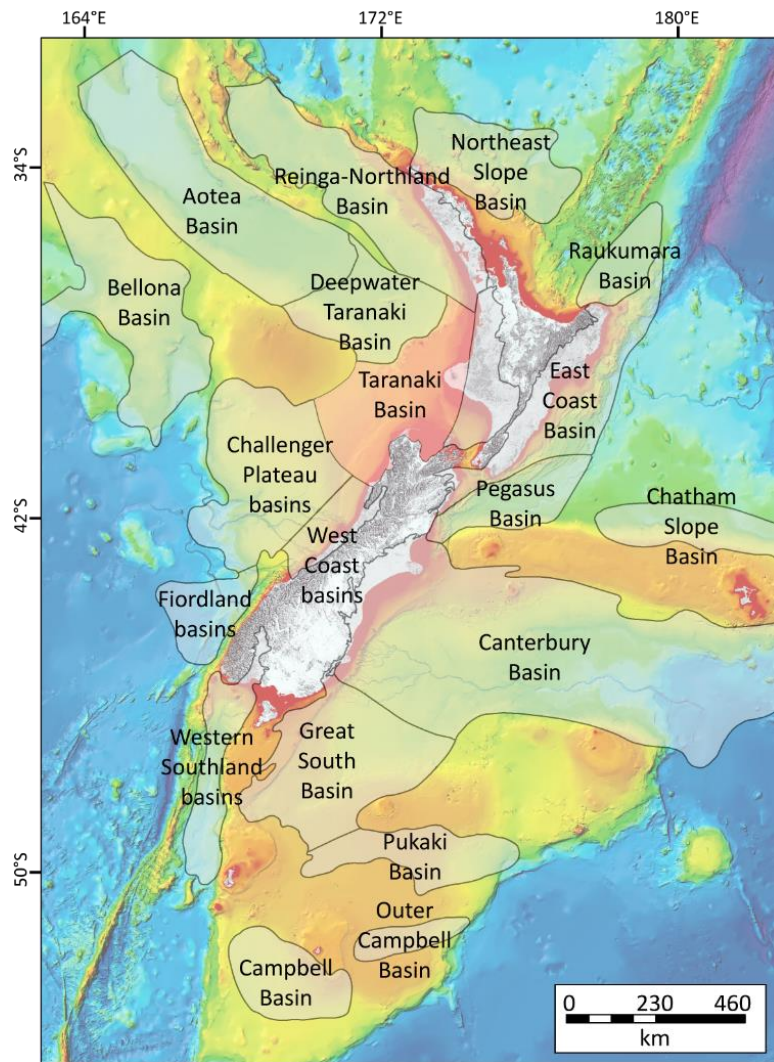 164°E
172°E
180°E
34°S
42°S
50°S
Northeast
Slope
Basin
Reinga-Northland
Basin
Aotea
Basin
Raukumara
Basin
Bellona
Basin
Deepwater
Taranaki
Basin
Taranaki
Basin
East
Coast
Basin
Challenger
Plateau
basins
Pegasus
Basin
Chatham
Slope
Basin
West
Coast
basins
Fiordland
basins
Canterbury
Basin
Western
Southland
basins
Great
South
Basin
Pukaki
Basin
Outer
Campbell
Basin
Campbell
Basin
0 230 460
km